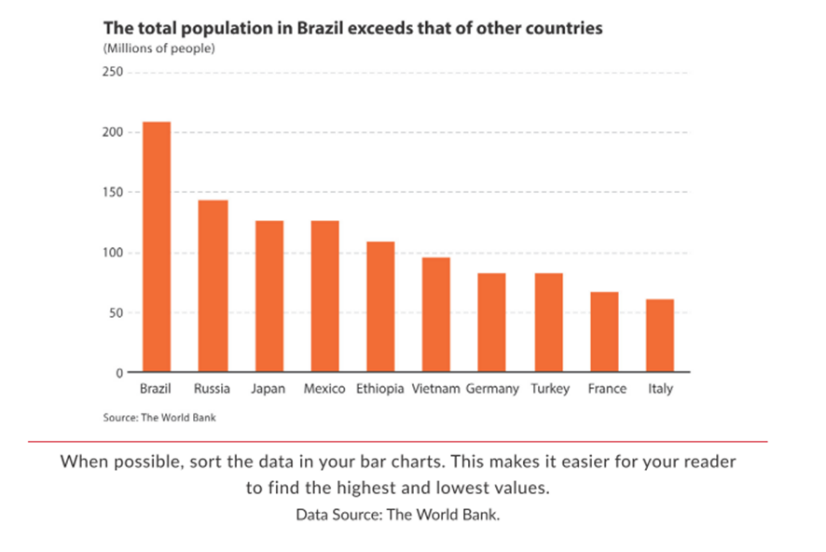 The total population in Brazil exceeds that of other countries
(Millions of people)
250
200
150
100
50
0
Brazil Russia Japan Mexico Ethiopia Vietnam Germany Turkey France Italy
Source: The World Bank
When possible, sort the data in your bar charts. This makes it easier for your reader
to find the highest and lowest values.
Data Source: The World Bank.